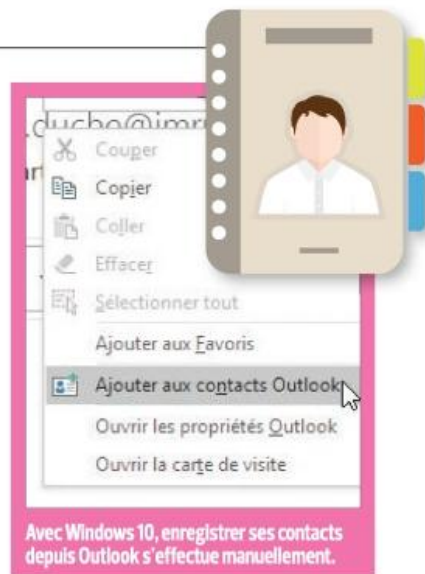 Couper
Copier
Coller
Effacer
Sélectionner tout
Ajouter aux Favoris
Ajouter aux contacts Outlook
Ouvrir les propriétés Outlook
Ouvrir la carte de visite
Avec Windows 10, enregistrer ses contacts
depuis Outlook s'effectue manuellement.